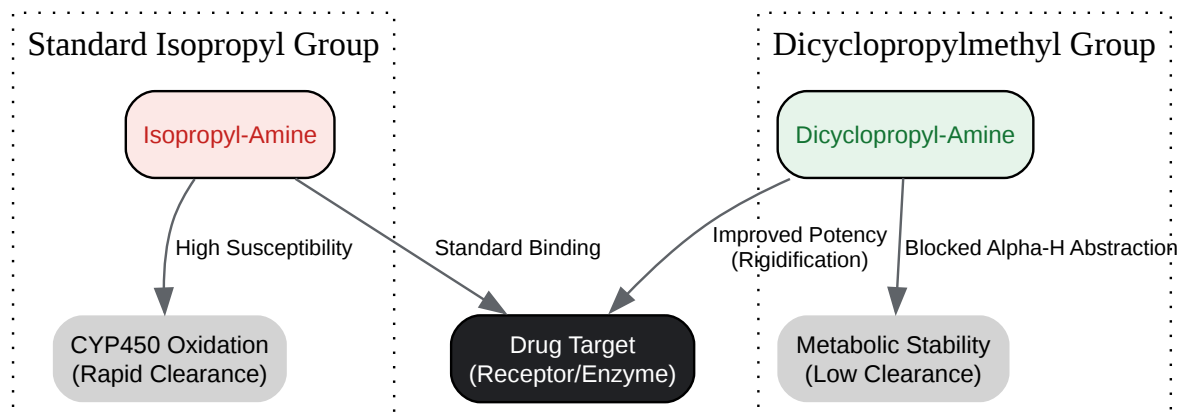 Standard Isopropyl Group
Dicyclopropylmethyl Group
Isopropyl-Amine
Dicyclopropyl-Amine
High Susceptibility
Standard Binding
Improved Potency
(Rigidification)
Blocked Alpha-H Abstraction
CYP450 Oxidation
(Rapid Clearance)
Drug Target
(Receptor/Enzyme)
Metabolic Stability
(Low Clearance)